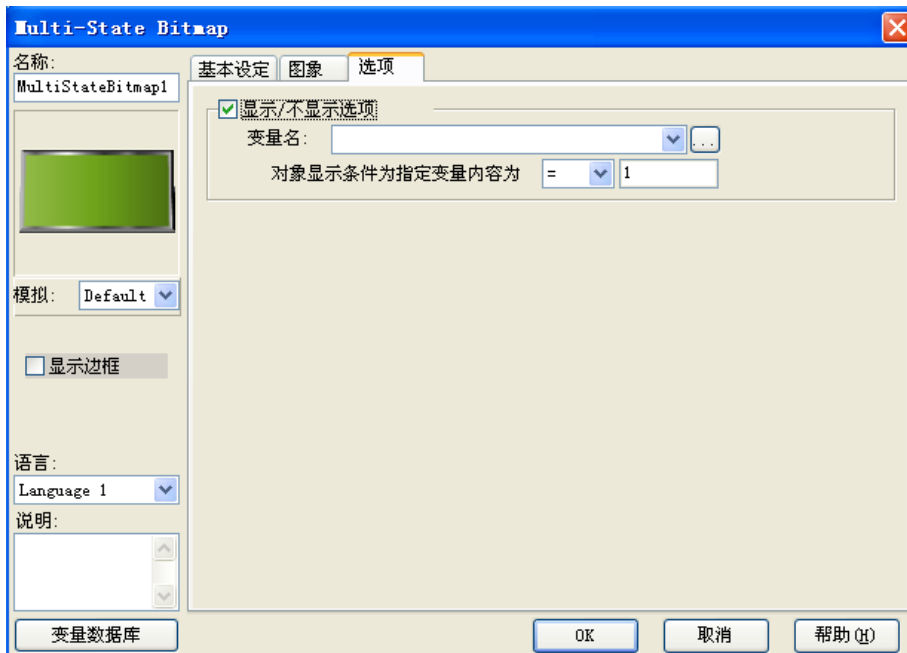 Multi-State Bitmap
名称:
MultiStateBitmap1
基本设定 图象 选项
显示/不显示选项
变量名: ...
对象显示条件为指定变量内容为 = 1
模拟: Default
显示边框
语言:
Language 1
说明:
变量数据库 OK 取消 帮助(H)